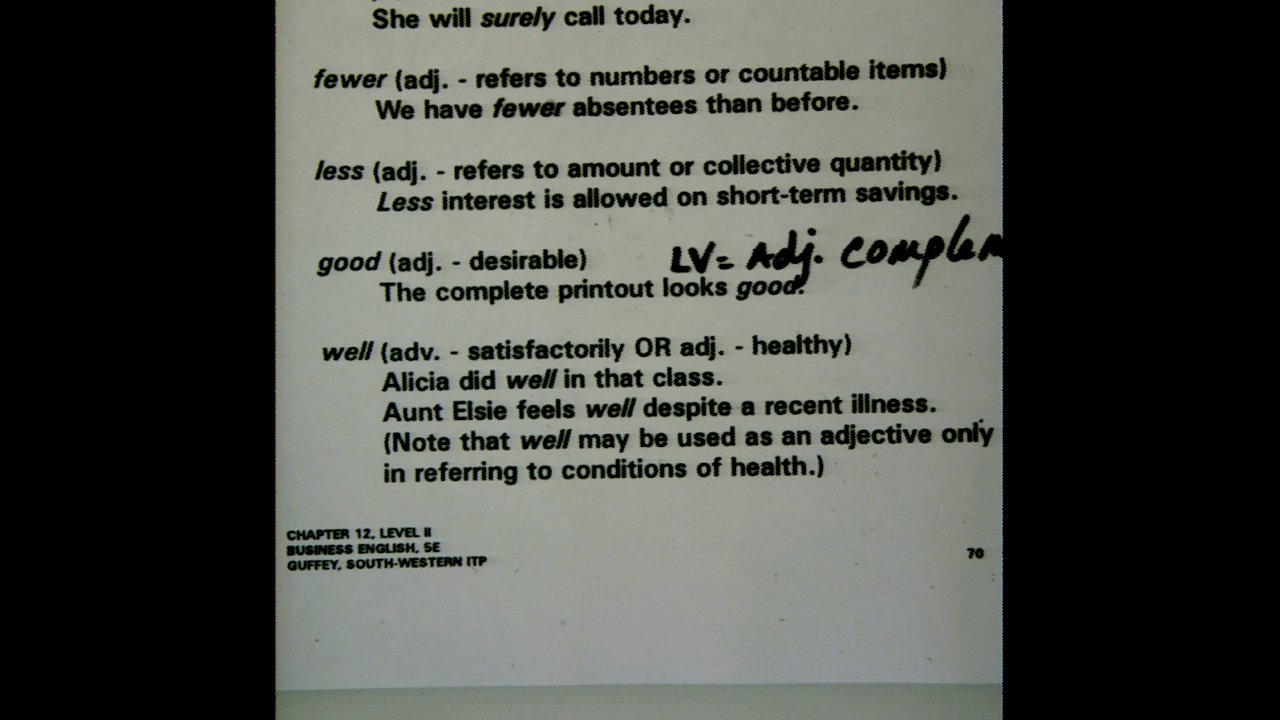 She will surely call today.
fewer (adj. - refers to numbers or countable items)
We have fewer absentees than before.
less (adj. - refers to amount or collective quantity)
Less interest is allowed on short-term savings.
good (adj. - desirable) LV= Adj. complem
The complete printout looks good.
well (adv. - satisfactorily OR adj. - healthy)
Alicia did well in that class.
Aunt Elsie feels well despite a recent illness.
(Note that well may be used as an adjective only
in referring to conditions of health.)
CHAPTER 12, LEVEL II
BUSINESS ENGLISH, 5E
GUFFEY, SOUTH-WESTERN ITP
70